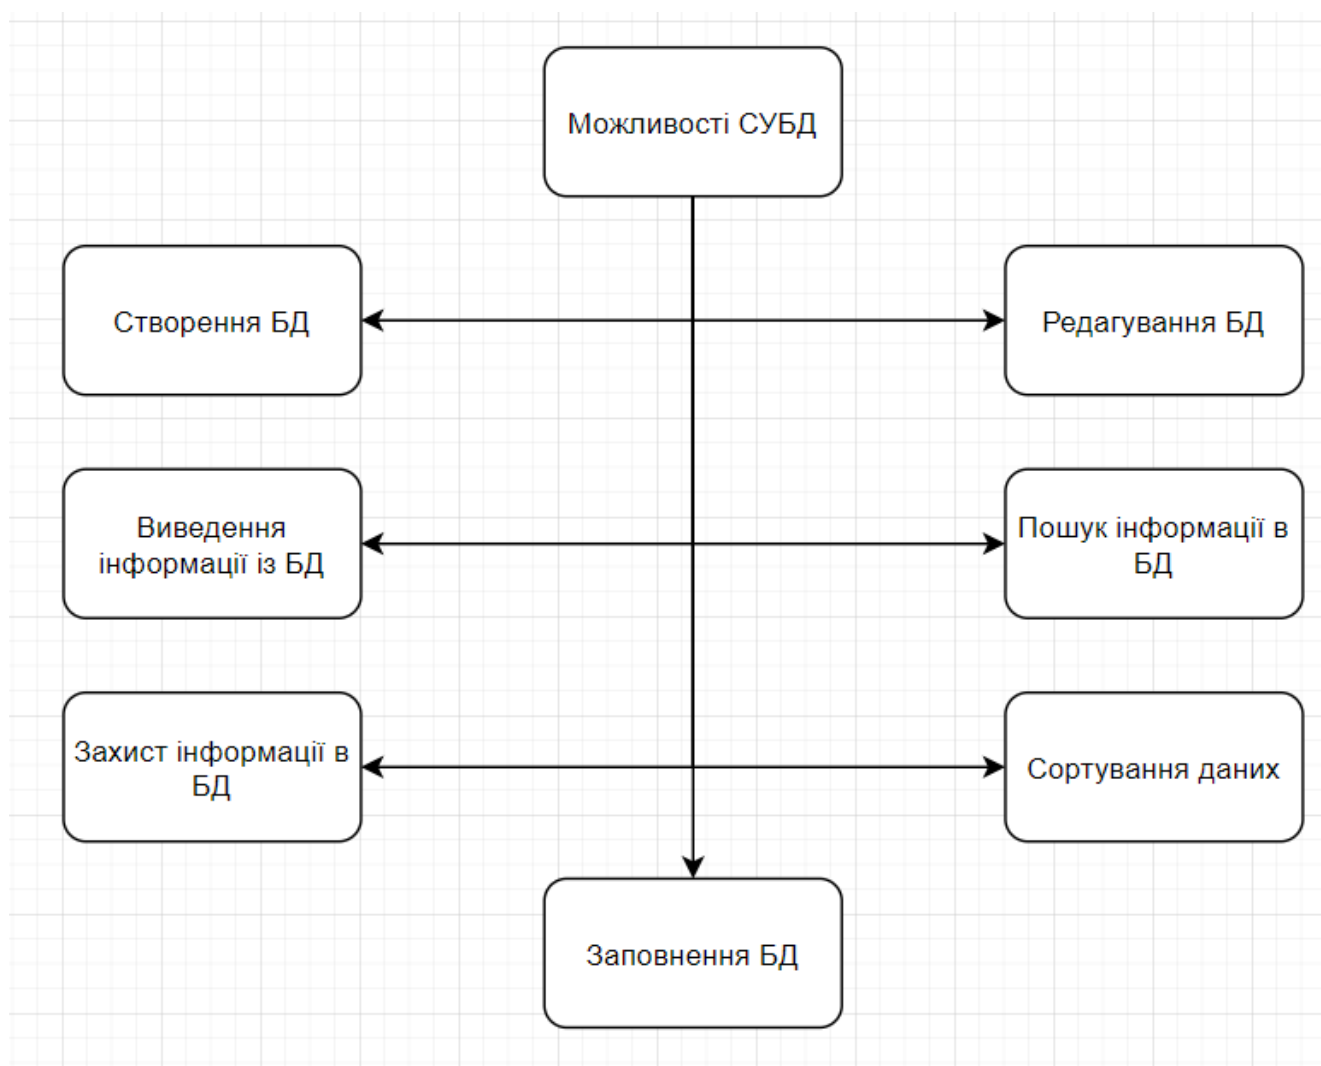 Можливості СУБД
Створення БД
Редагування БД
Виведення
інформації із БД
Пошук інформації в
БД
Захист інформації в
БД
Сортування даних
Заповнення БД